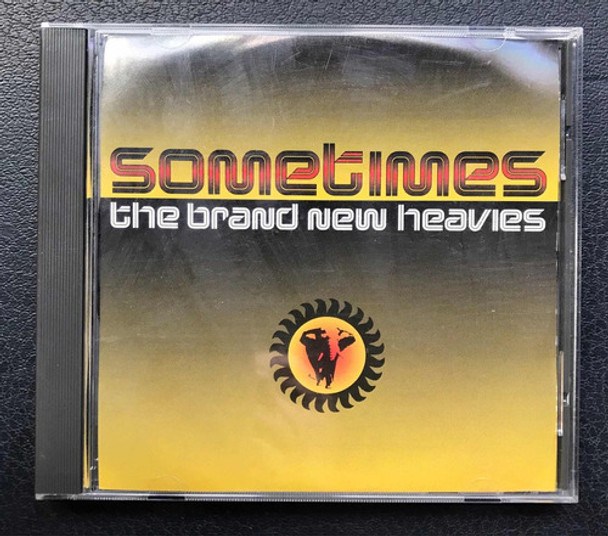 sometimes
the brand new heavies